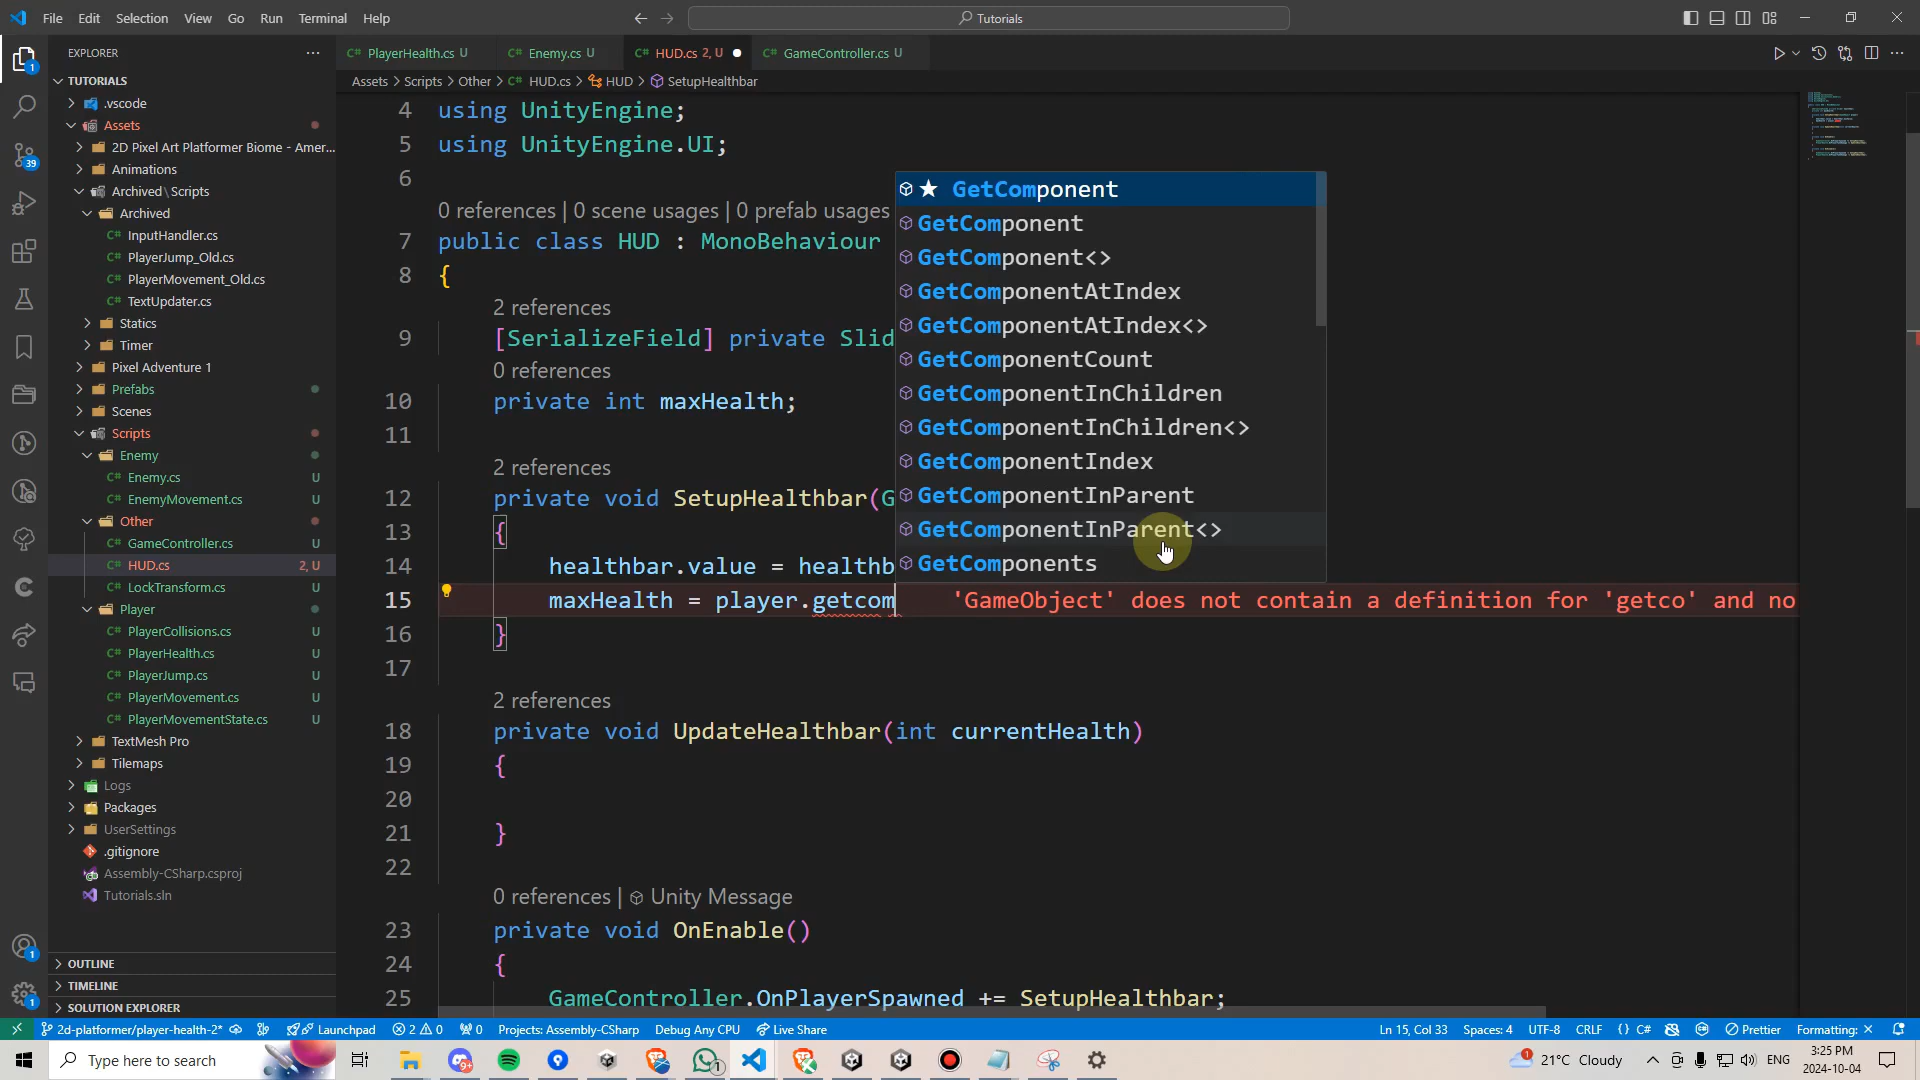 File Edit Selection View Go Run Terminal Help
Tutorials
EXPLORER
PlayerHealth.cs U
Enemy.cs U
HUD.cs 2, U
GameController.cs U
TUTORIALS
Assets > Scripts > Other > HUD.cs > HUD > SetupHealthbar
.vscode
Assets
2D Pixel Art Platformer Biome - Amer...
Animations
Archived\Scripts
Archived
InputHandler.cs
PlayerJump_Old.cs
PlayerMovement_Old.cs
TextUpdater.cs
Statics
Timer
Pixel Adventure 1
Prefabs
Scenes
Scripts
Enemy
Enemy.cs U
EnemyMovement.cs U
Other
GameController.cs U
HUD.cs 2, U
LockTransform.cs U
Player
PlayerCollisions.cs U
PlayerHealth.cs U
PlayerJump.cs U
PlayerMovement.cs U
PlayerMovementState.cs U
TextMesh Pro
Tilemaps
Logs
Packages
UserSettings
.gitignore
Assembly-CSharp.csproj
Tutorials.sln
OUTLINE
TIMELINE
SOLUTION EXPLORER
1
39
1
1
4 using UnityEngine;
5 using UnityEngine.UI;
6
0 references | 0 scene usages | 0 prefab usages
7 public class HUD : MonoBehaviour
8 {
2 references
9 [SerializeField] private Slid
0 references
10 private int maxHealth;
11
2 references
12 private void SetupHealthbar(G
13 {
14 healthbar.value = healthb
15 maxHealth = player.getcom 'GameObject' does not contain a definition for 'getco' and no
16 }
17
2 references
18 private void UpdateHealthbar(int currentHealth)
19 {
20
21 }
22
0 references | Unity Message
23 private void OnEnable()
24 {
25 GameController.OnPlayerSpawned += SetupHealthbar;
★ GetComponent
GetComponent
GetComponent<>
GetComponentAtIndex
GetComponentAtIndex<>
GetComponentCount
GetComponentInChildren
GetComponentInChildren<>
GetComponentIndex
GetComponentInParent
GetComponentInParent<>
GetComponents
2d-platformer/player-health-2* Launchpad 2 0 0 Projects: Assembly-CSharp Debug Any CPU Live Share Ln 15, Col 33 Spaces: 4 UTF-8 CRLF {} C# Prettier Formatting: ×
Type here to search
9+
1
1
21°C Cloudy
ENG
3:25 PM
2024-10-04